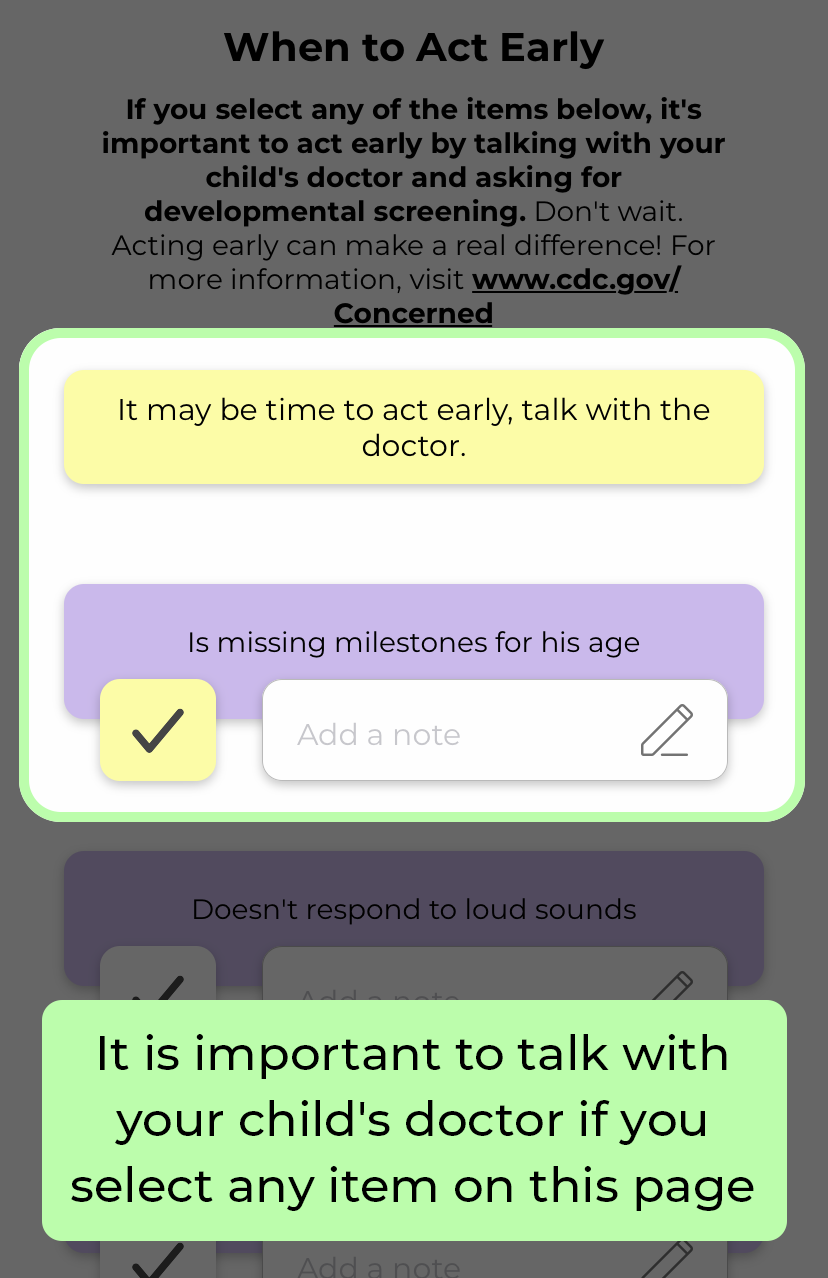 When to Act Early
If you select any of the items below, it's
important to act early by talking with your
child's doctor and asking for
developmental screening. Don't wait.
Acting early can make a real difference! For
more information, visit www.cdc.gov/
Concerned
It may be time to act early, talk with the
doctor.
Is missing milestones for his age
Add a note
Doesn't respond to loud sounds
Add a note
It is important to talk with
your child's doctor if you
select any item on this page
Add a note